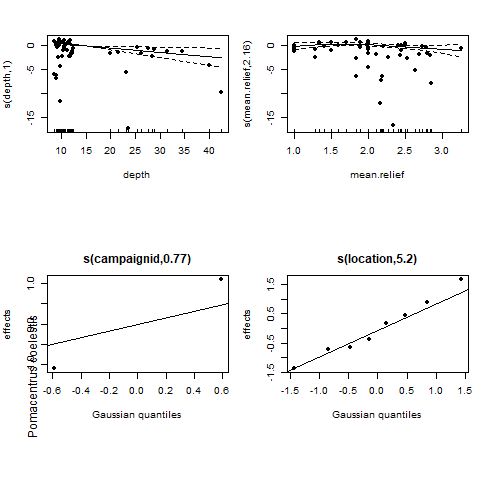 s(depth,1)
0
-5
-15
10 15 20 25 30 35 40
depth
s(mean.relief,2.16)
0
-5
-15
1.0 1.5 2.0 2.5 3.0
mean.relief
s(campaignid,0.77)
effects
1.0
-0.6 -0.4 -0.2 0.0 0.2 0.4 0.6
Gaussian quantiles
Pomacentrus coelestis
s(location,5.2)
effects
-1.5 -0.5 0.5 1.5
-1.5 -1.0 -0.5 0.0 0.5 1.0 1.5
Gaussian quantiles